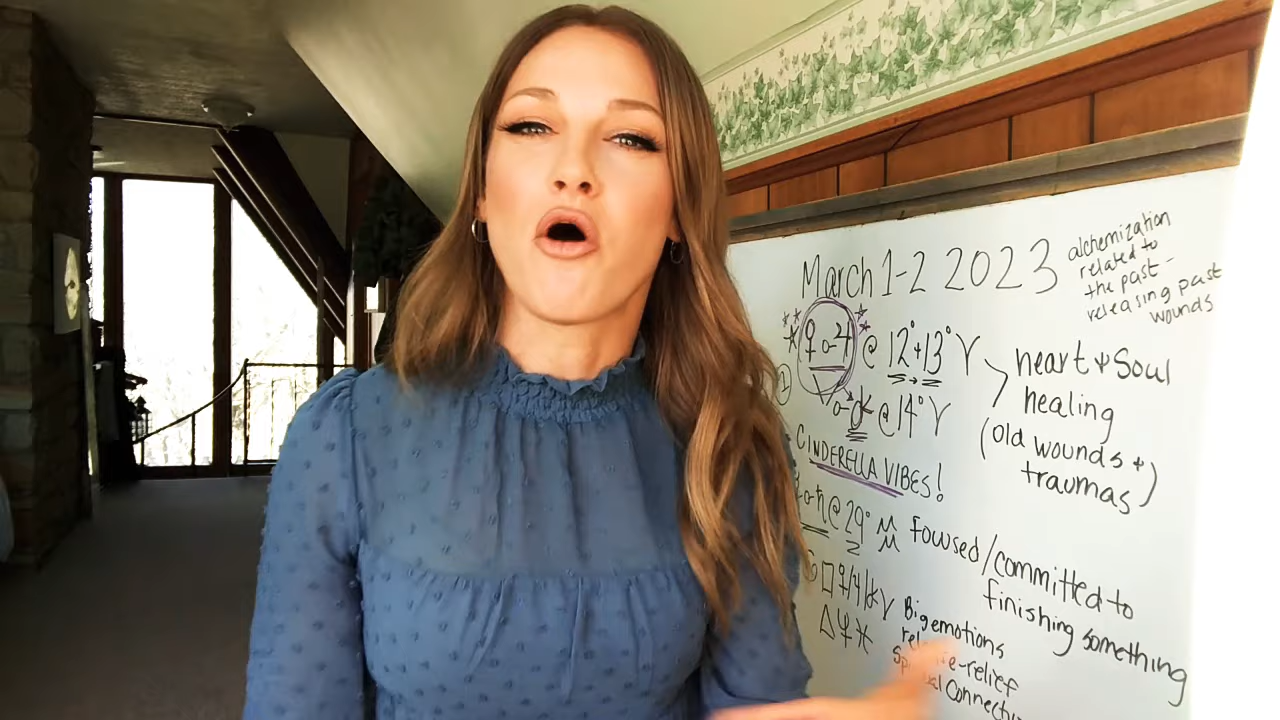 March 1-2 2023
alchemization
related to
the past -
releasing past
wounds
♀ ☌ ♃ @ 12° + 13° ♈
heart + Soul
healing
(old wounds +
traumas)
☌ ⚷ @ 14° ♈
CINDERELLA VIBES!
☌ ♄ @ 29° ♒
Fowsed/committed to
finishing something
□ ♀/♃/⚷ ♈
△ ♆ ♓
Big emotions
-relief